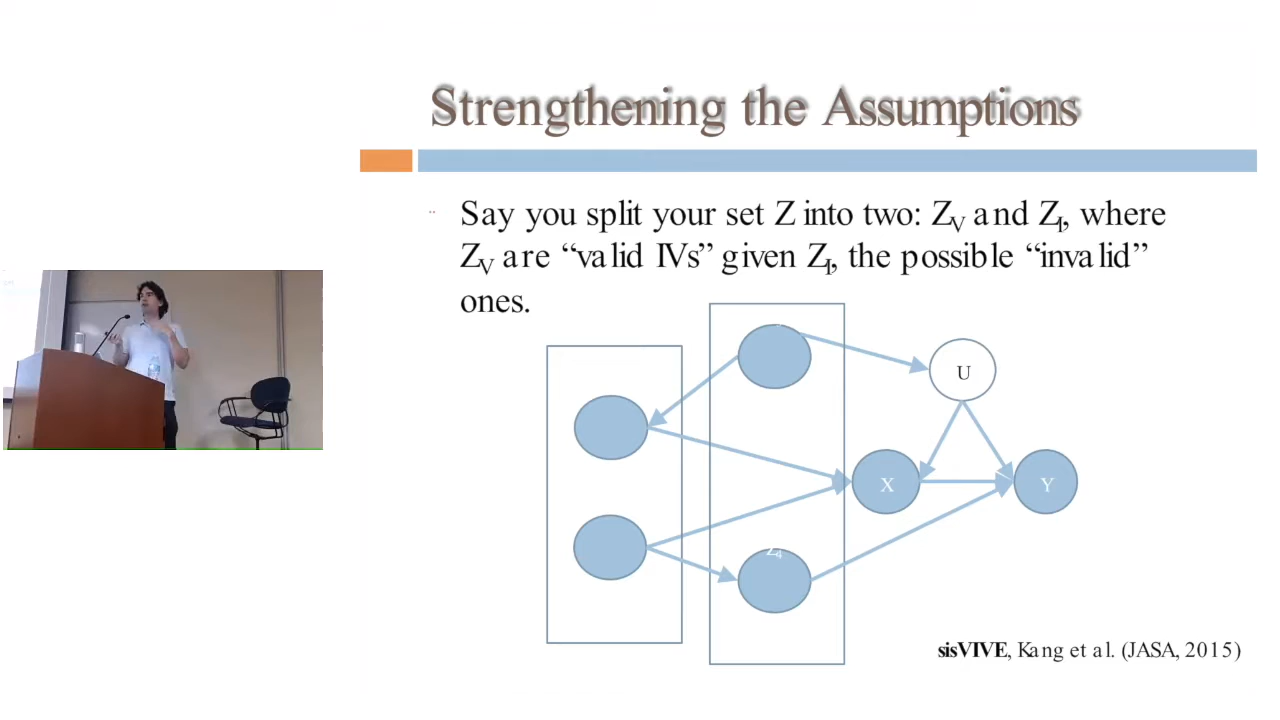 Strengthening the Assumptions
Say you split your set Z into two: Z_V and Z_I, where
Z_V are “valid IVs” given Z_I, the possible “invalid”
ones.
U
X
Y
Z_4
sisVIVE, Kang et al. (JASA, 2015)